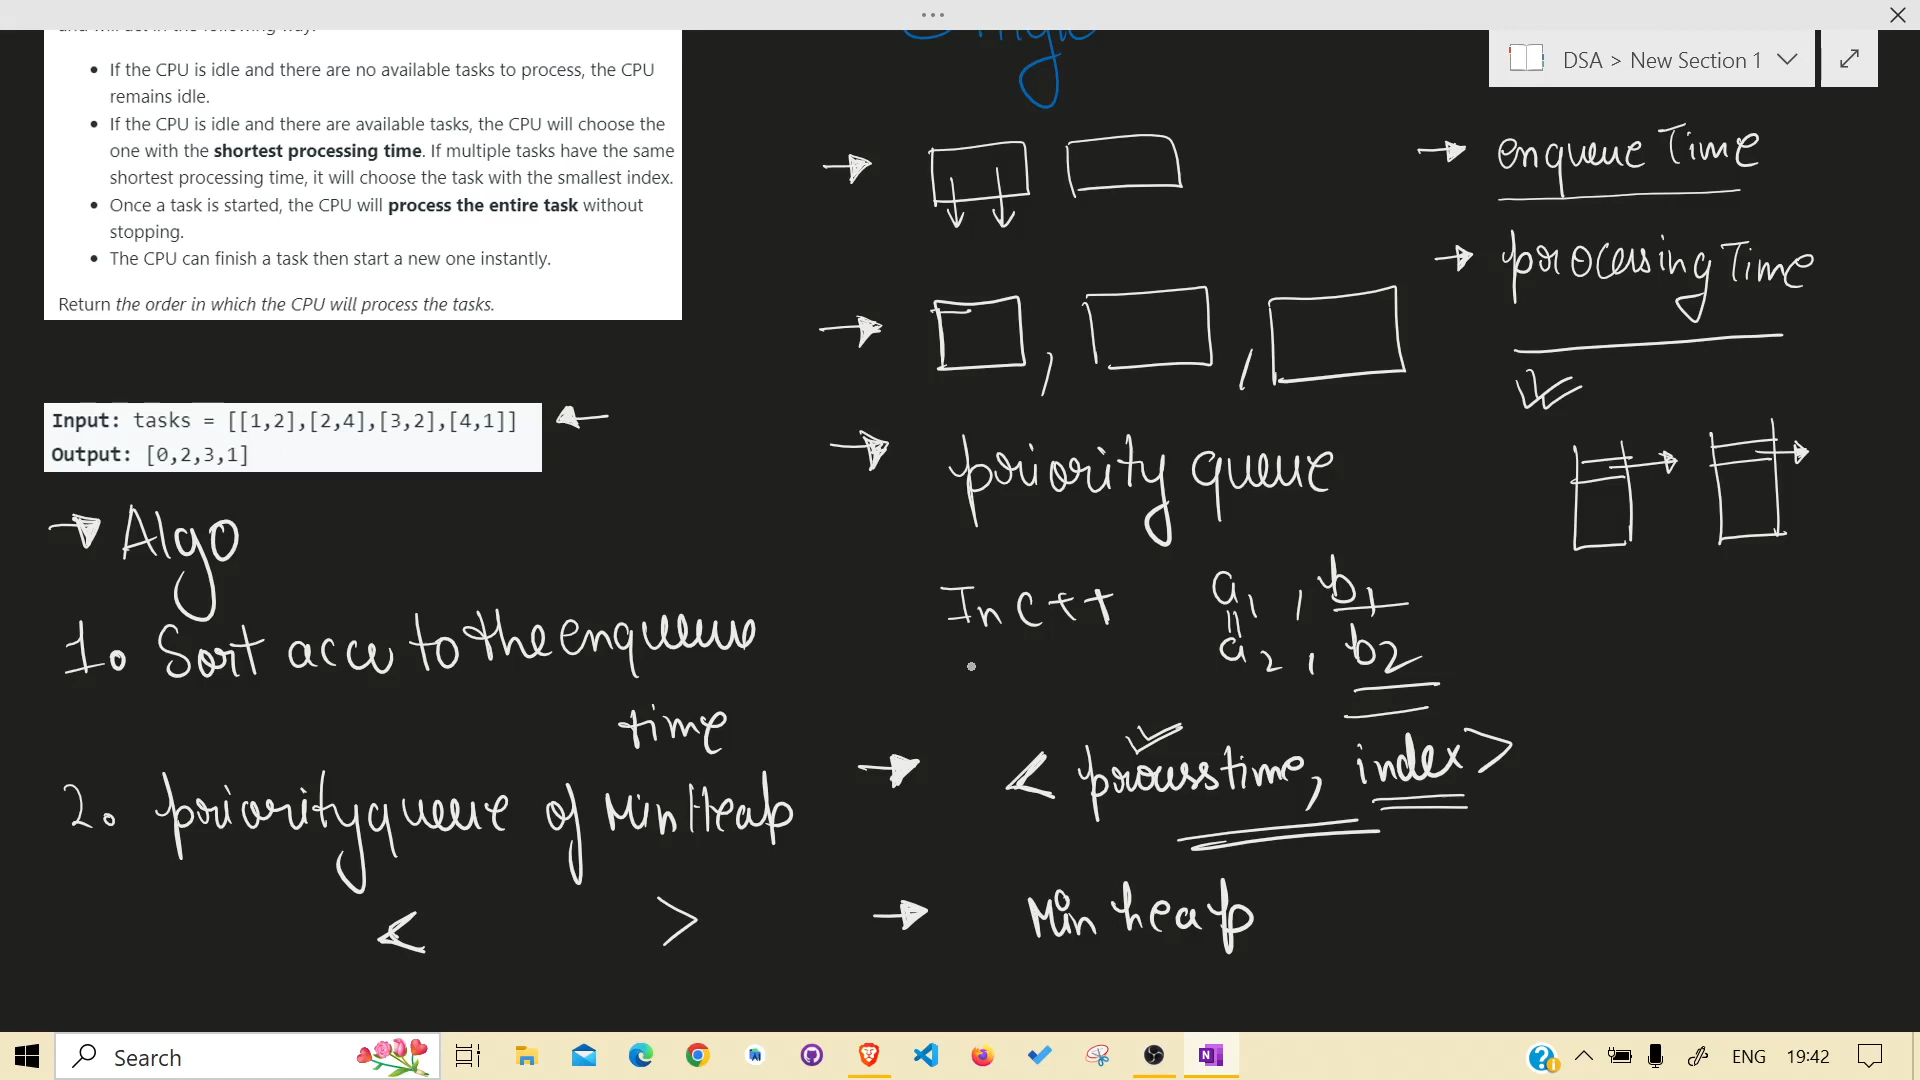 DSA > New Section 1
If the CPU is idle and there are no available tasks to process, the CPU
remains idle.
If the CPU is idle and there are available tasks, the CPU will choose the
one with the shortest processing time. If multiple tasks have the same
shortest processing time, it will choose the task with the smallest index.
Once a task is started, the CPU will process the entire task without
stopping.
The CPU can finish a task then start a new one instantly.
Return the order in which the CPU will process the tasks.
Input: tasks = [[1,2],[2,4],[3,2],[4,1]]
Output: [0,2,3,1]
→ Algo
1. Sort accu to the enqueue
time
2. priority queue of Min Heap
< >
→ priority queue
In C++
a1 , b1
a2 , b2
→ < process time, index >
→ Min heap
→ enqueue Time
→ processing Time
Search
ENG 19:42